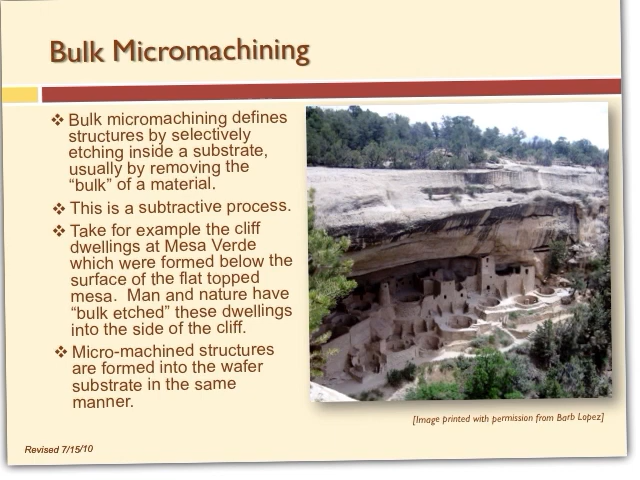 Bulk Micromachining
❖ Bulk micromachining defines
structures by selectively
etching inside a substrate,
usually by removing the
“bulk” of a material.
❖ This is a subtractive process.
❖ Take for example the cliff
dwellings at Mesa Verde
which were formed below the
surface of the flat topped
mesa.  Man and nature have
“bulk etched” these dwellings
into the side of the cliff.
❖ Micro-machined structures
are formed into the wafer
substrate in the same
manner.
[Image printed with permission from Barb Lopez]
Revised 7/15/10